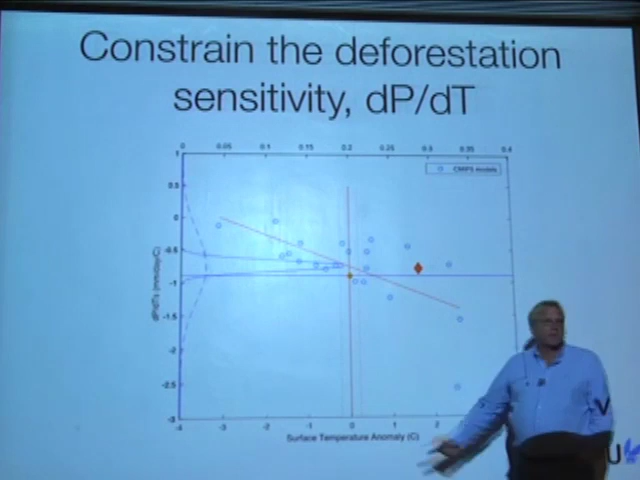 Constrain the deforestation
sensitivity, dP/dT
0 0.05 0.1 0.15 0.2 0.25 0.3 0.35 0.4
CMIP5 models
1
0.5
0
-0.5
-1
-1.5
-2
-2.5
-3
-3 -1 0 1 2
Surface Temperature Anomaly (C)
V
U